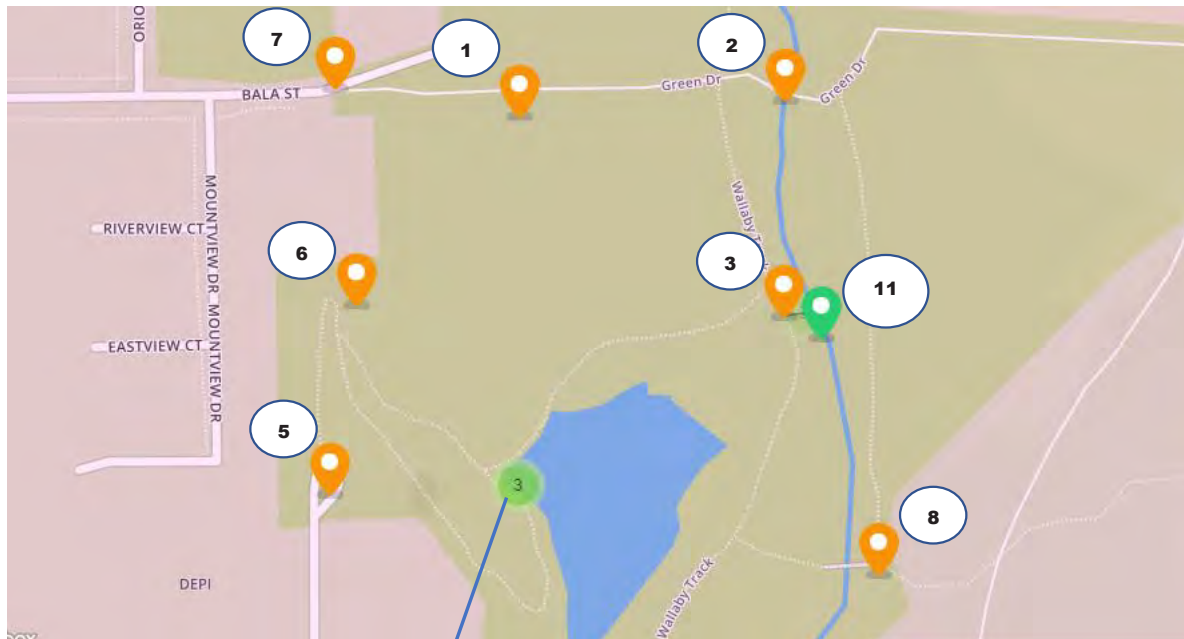 ORIO
7
1
2
BALA ST
Green Dr
Green Dr
MOUNTVIEW DR
MOUNTVIEW DR
RIVERVIEW CT
Wallaby Track
6
3
11
EASTVIEW CT
5
3
8
DEPI
Wallaby Track